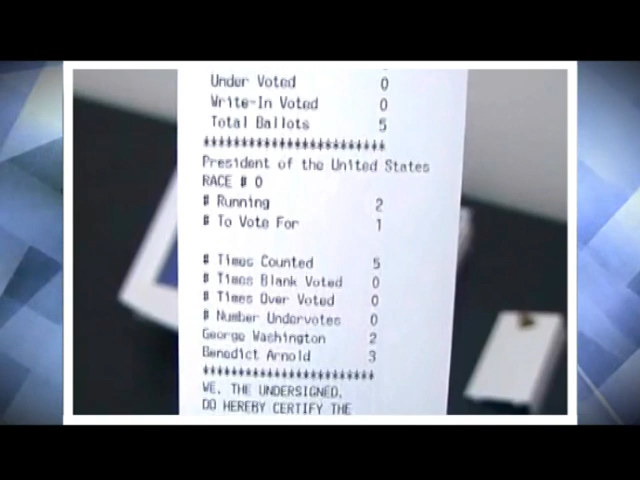 Under Voted 0
Write-In Voted 0
Total Ballots 5
************************
President of the United States
RACE # 0
# Running 2
# To Vote For 1
# Times Counted 5
# Times Blank Voted 0
# Times Over Voted 0
# Number Undervotes 0
George Washington 2
Benedict Arnold 3
************************
WE, THE UNDERSIGNED,
DO HEREBY CERTIFY THE